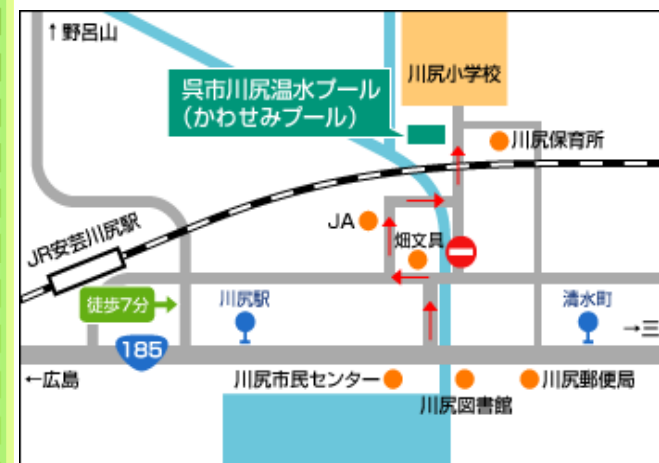 ↑野呂山
川尻小学校
呉市川尻温水プール
(かわせみプール)
川尻保育所
JR安芸川尻駅
JA
畑文具
徒歩7分→
川尻駅
清水町
→三
185
←広島
川尻市民センター
川尻郵便局
川尻図書館